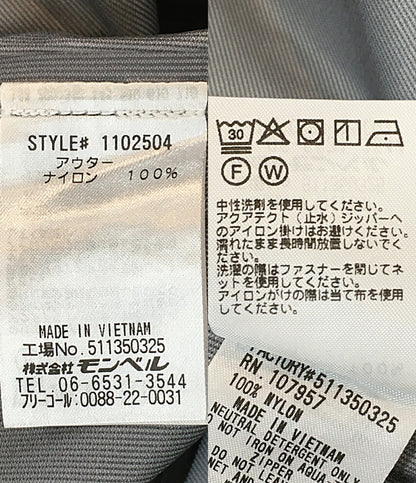 STYLE# 1102504
アウター
ナイロン 100%
MADE IN VIETNAM
工場No. 511350325
株式会社 モンベル
TEL. 06-6531-3544
フリーコール: 0088-22-0031
30
F W
中性洗剤を使用してください。
アクアテクト(止水)ジッパーへ
のアイロン掛けはお避けください。
濡れたまま長時間放置しないでく
ださい。
洗濯の際はファスナーを閉じてネ
ットを使用してください。
アイロンがけの際は当て布を使用
してください。
FACTORY#511350325
RN 107957
100% NYLON
MADE IN VIETNAM
NEUTRAL DETERGENT ONLY
NOT IRON ON AQUA-
ZIPPER
DO NOT LEAVE